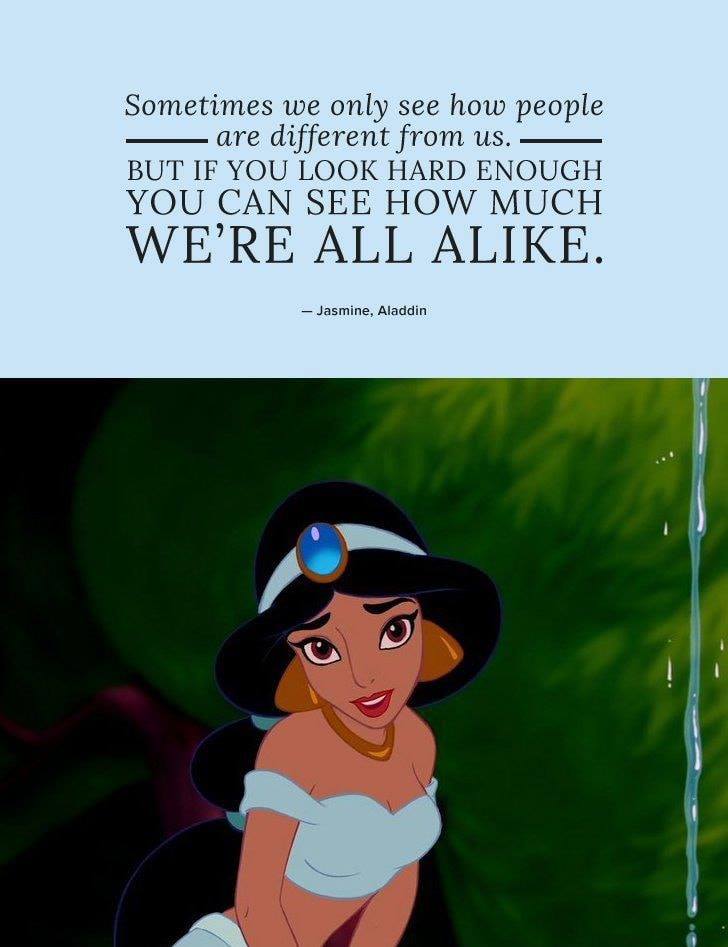 Sometimes we only see how people
are different from us.
BUT IF YOU LOOK HARD ENOUGH
YOU CAN SEE HOW MUCH
WE’RE ALL ALIKE.
— Jasmine, Aladdin